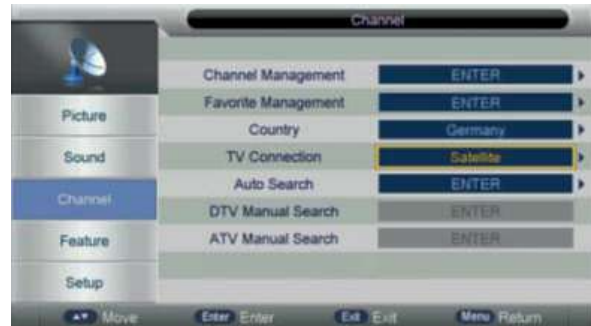 Channel
Channel Management ENTER
Favorite Management ENTER
Country Germany
TV Connection Satellite
Auto Search ENTER
DTV Manual Search ENTER
ATV Manual Search ENTER
Picture
Sound
Channel
Feature
Setup
Move Enter Enter Exit Exit Menu Return